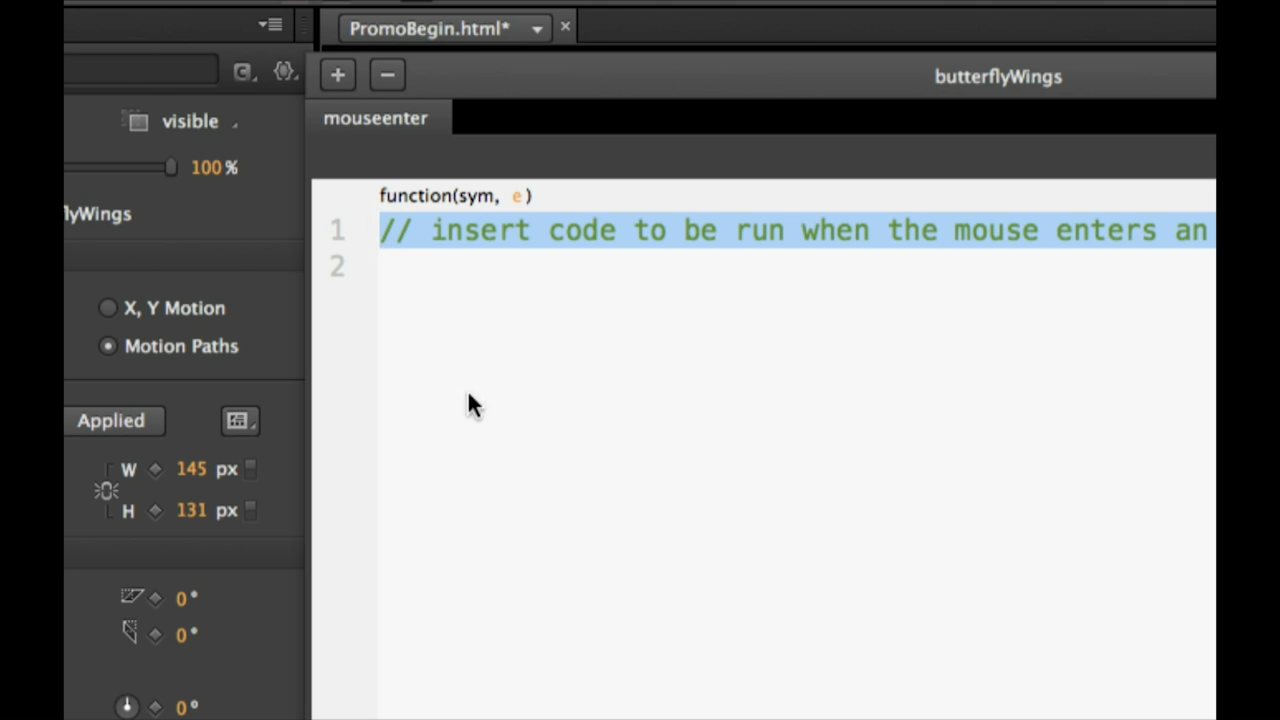 PromoBegin.html*
butterflyWings
mouseenter
visible
100 %
function(sym, e)
lyWings
1 // insert code to be run when the mouse enters an
2
X, Y Motion
Motion Paths
Applied
W 145 px
H 131 px
0°
0°
0°